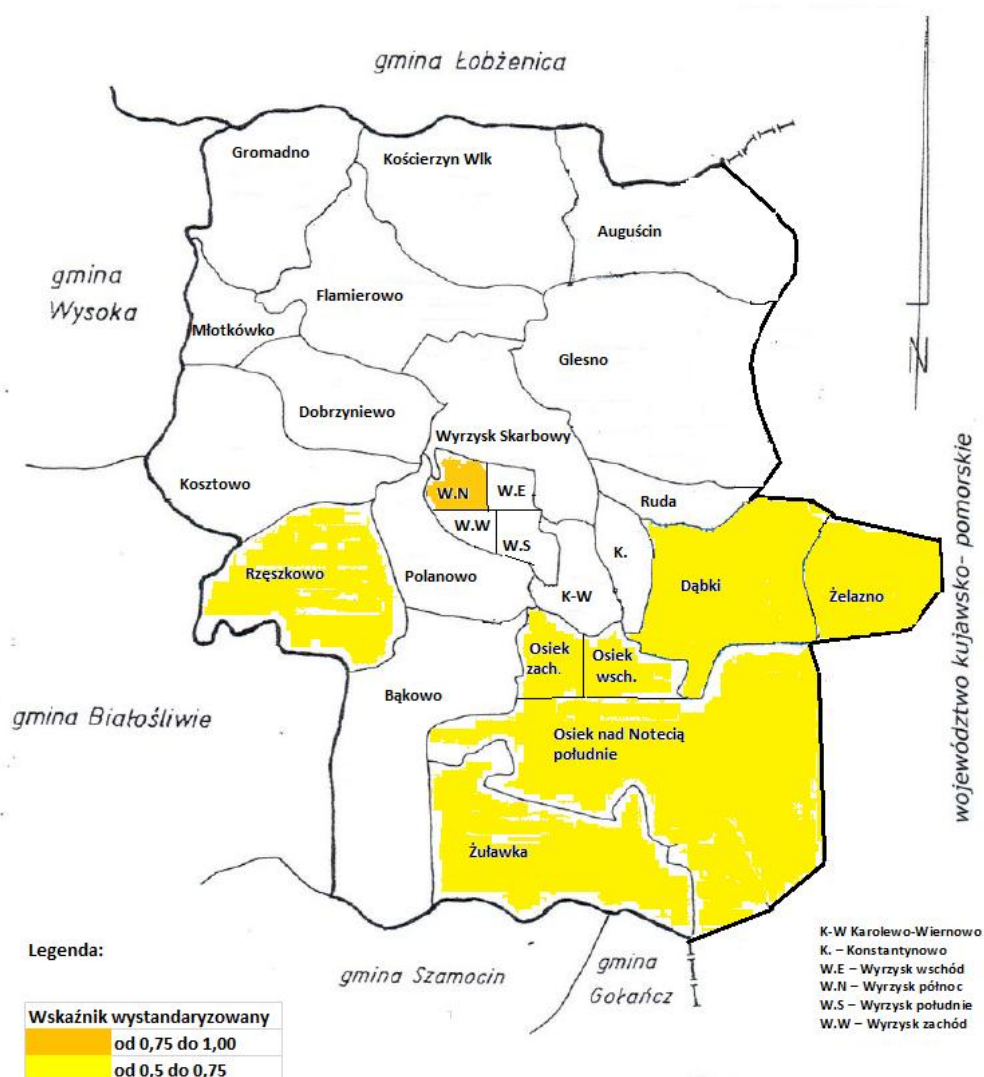 gmina Łobżenica
Gromadno
Kościerzyn Wlk
Auguścin
gmina
Wysoka
Flamierowo
Młotkówko
Glesno
Dobrzyniewo
Wyrzysk Skarbowy
Kosztowo
W.N
W.E
Ruda
W.W
W.S
K.
Rzęszkowo
Polanowo
K-W
Dąbki
Żelazno
Osiek
zach.
Osiek
wsch.
Bąkowo
gmina Białośliwie
Osiek nad Notecią
południe
Żuławka
N
województwo kujawsko- pomorskie
gmina Szamocin
gmina
Gołańcz
K-W Karolewo-Wiernowo
K. – Konstantynowo
W.E – Wyrzysk wschód
W.N – Wyrzysk północ
W.S – Wyrzysk południe
W.W – Wyrzysk zachód
Legenda:
Wskaźnik wystandaryzowany
od 0,75 do 1,00
od 0,5 do 0,75